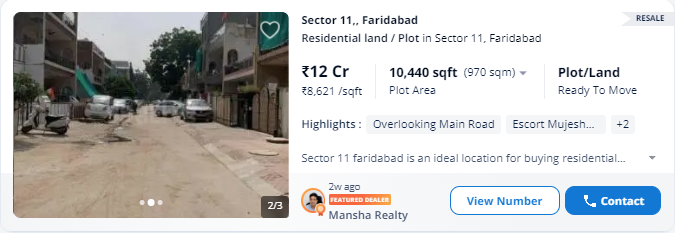 RESALE
Sector 11,, Faridabad
Residential land / Plot in Sector 11, Faridabad
₹12 Cr
₹8,621 /sqft
10,440 sqft (970 sqm)
Plot Area
Plot/Land
Ready To Move
Highlights : Overlooking Main Road Escort Mujesh... +2
Sector 11 faridabad is an ideal location for buying residential...
2/3
2w ago
FEATURED DEALER
Mansha Realty
View Number
Contact